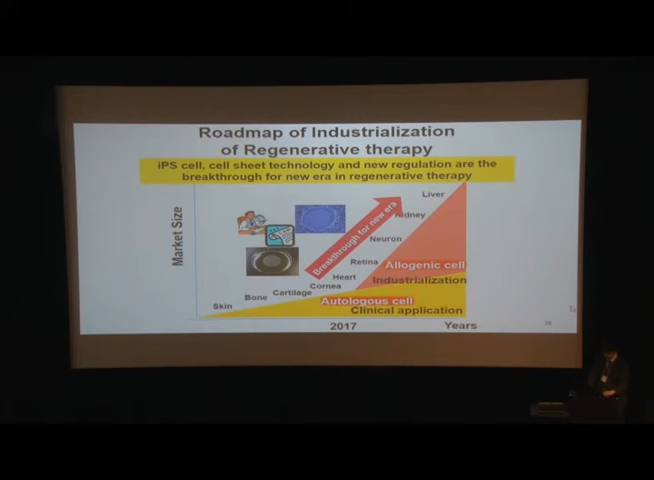 Roadmap of Industrialization
of Regenerative therapy
iPS cell, cell sheet technology and new regulation are the
breakthrough for new era in regenerative therapy
Market Size
Liver
Kidney
Breakthrough for new era
Neuron
Retina
Allogenic cell
Heart
Industrialization
Cornea
Cartilage
Bone
Autologous cell
Skin
Clinical application
2017
Years